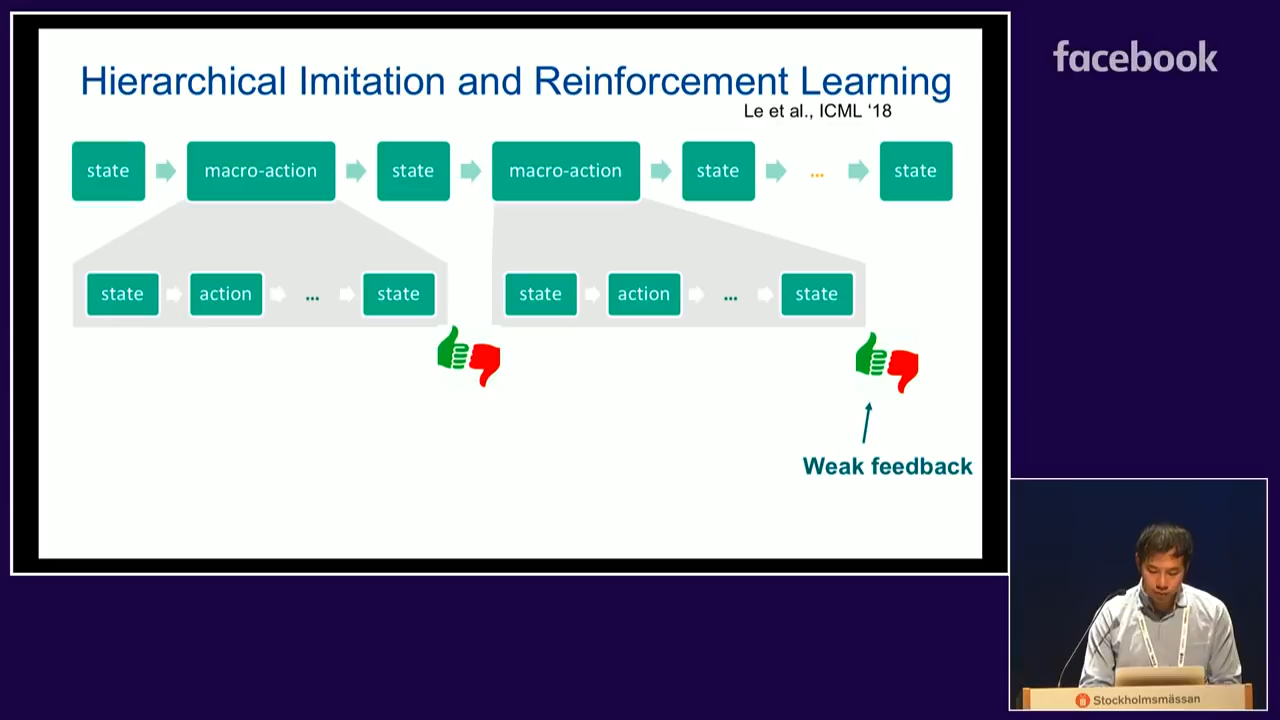 Hierarchical Imitation and Reinforcement Learning
Le et al., ICML ‘18
state macro-action state macro-action state ... state
state action ... state state action ... state
Weak feedback
facebook
Stockholmsmässan